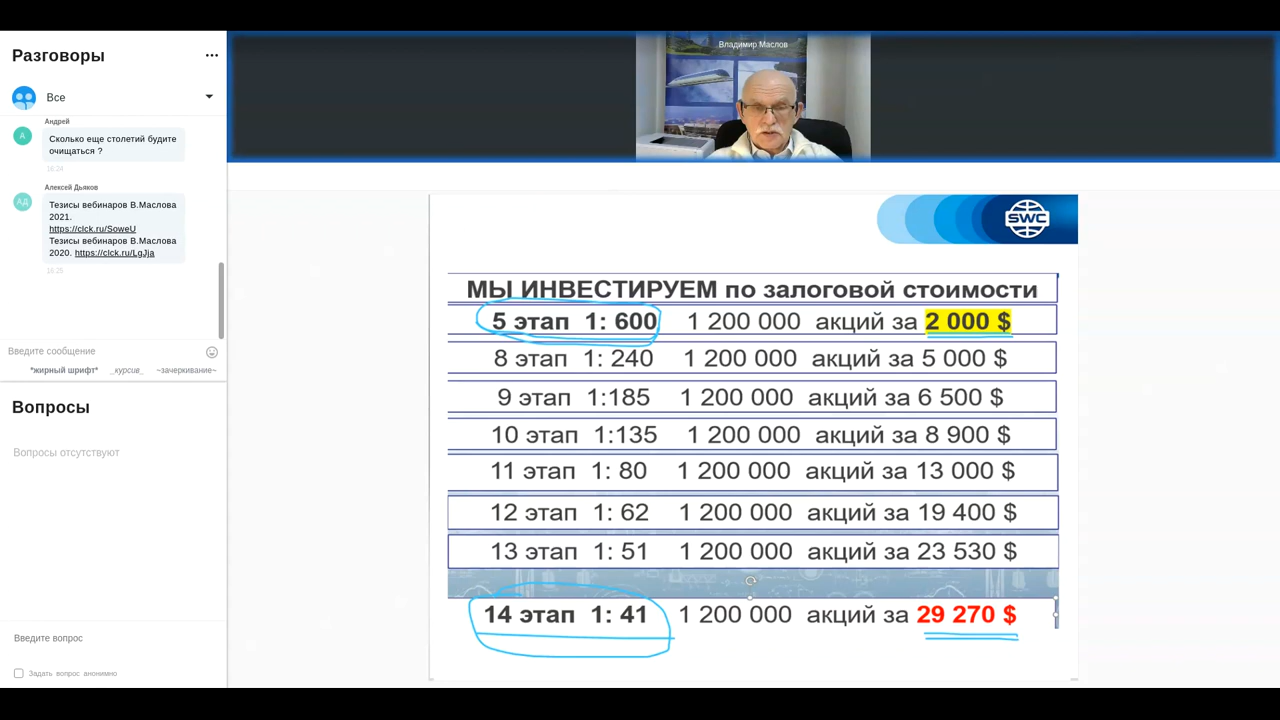 Разговоры
Все
Андрей
Сколько еще столетий будите
очищаться ?
16:24
Алексей Дьяков
Тезисы вебинаров В.Маслова
2021.
https://clck.ru/SoweU
Тезисы вебинаров В.Маслова
2020. https://clck.ru/LgJja
16:25
Введите сообщение
*жирный шрифт* _курсив_ ~зачеркивание~
Вопросы
Вопросы отсутствуют
Введите вопрос
Задать вопрос анонимно
Владимир Маслов
SWC
МЫ ИНВЕСТИРУЕМ по залоговой стоимости
5 этап 1: 600 1 200 000 акций за 2 000 $
8 этап 1: 240 1 200 000 акций за 5 000 $
9 этап 1:185 1 200 000 акций за 6 500 $
10 этап 1:135 1 200 000 акций за 8 900 $
11 этап 1: 80 1 200 000 акций за 13 000 $
12 этап 1: 62 1 200 000 акций за 19 400 $
13 этап 1: 51 1 200 000 акций за 23 530 $
14 этап 1: 41 1 200 000 акций за 29 270 $